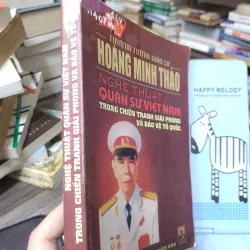 THƯỢNG TƯỚNG GIÁO SƯ
HOÀNG MINH THẢO
NGHỆ THUẬT
QUÂN SỰ VIỆT NAM
TRONG CHIẾN TRANH GIẢI PHÓNG
VÀ BẢO VỆ TỔ QUỐC
NGHỆ THUẬT QUÂN SỰ VIỆT NAM
TRONG CHIẾN TRANH GIẢI PHÓNG VÀ BẢO VỆ TỔ QUỐC
HAPPY MELODY